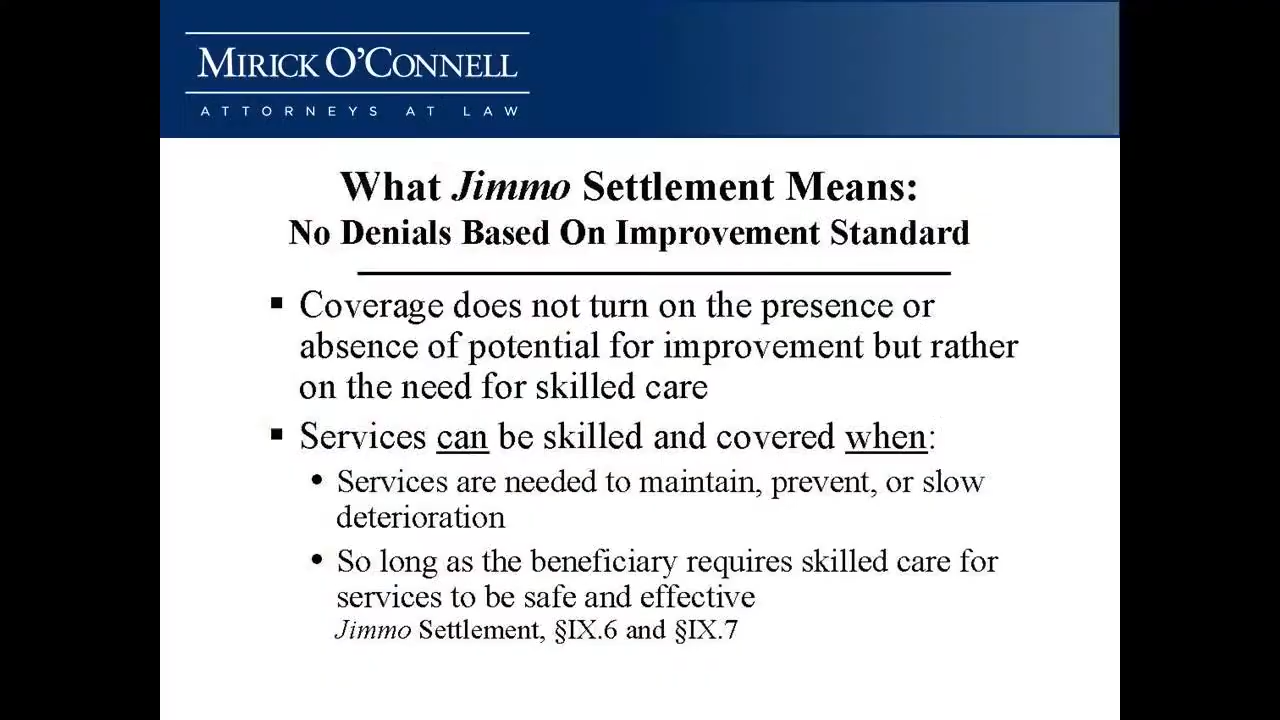 MIRICK O'CONNELL
ATTORNEYS AT LAW
What Jimmo Settlement Means:
No Denials Based On Improvement Standard
▪ Coverage does not turn on the presence or
absence of potential for improvement but rather
on the need for skilled care
▪ Services can be skilled and covered when:
• Services are needed to maintain, prevent, or slow
deterioration
• So long as the beneficiary requires skilled care for
services to be safe and effective
Jimmo Settlement, §IX.6 and §IX.7